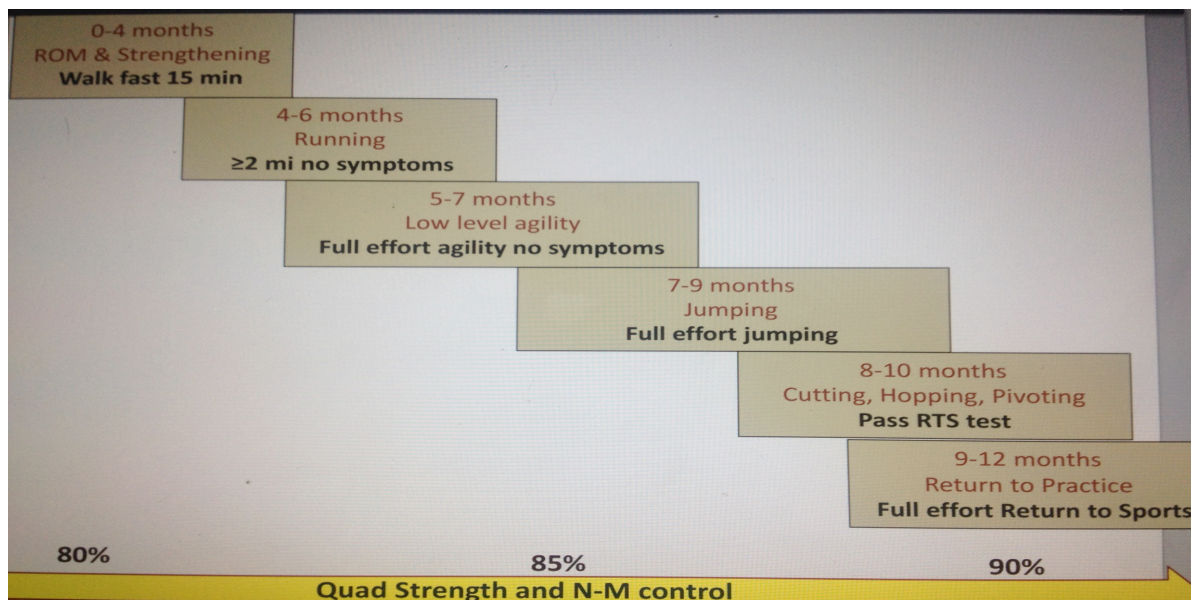 0-4 months
ROM & Strengthening
Walk fast 15 min
4-6 months
Running
≥2 mi no symptoms
5-7 months
Low level agility
Full effort agility no symptoms
7-9 months
Jumping
Full effort jumping
8-10 months
Cutting, Hopping, Pivoting
Pass RTS test
9-12 months
Return to Practice
Full effort Return to Sports
80%
85%
90%
Quad Strength and N-M control